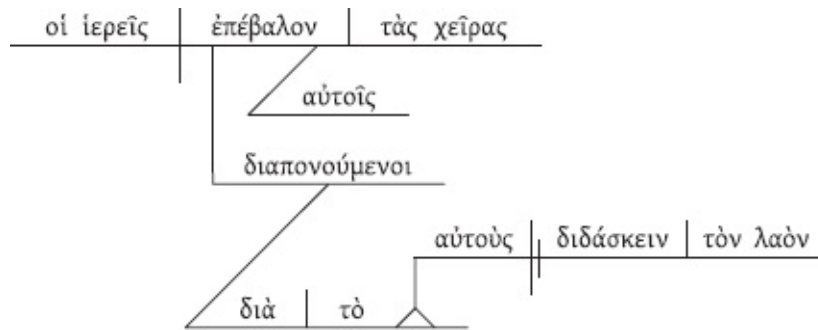 οἱ ἱερεῖς ἐπέβαλον τὰς χεῖρας
αὐτοῖς
διαπονούμενοι
αὐτοὺς διδάσκειν τὸν λαὸν
διὰ τὸ